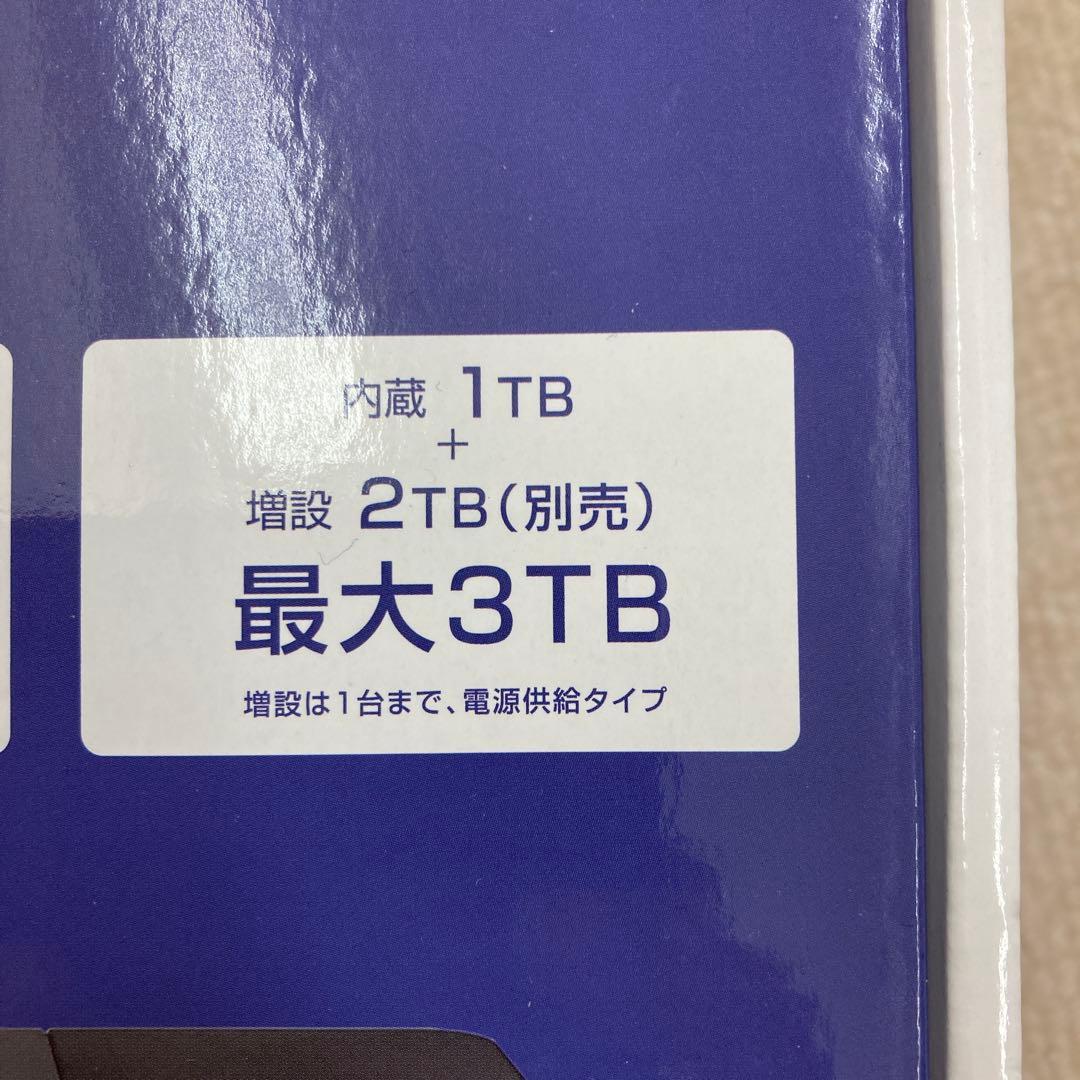 内蔵 1TB
+
増設 2TB(別売)
最大3TB
増設は1台まで、電源供給タイプ